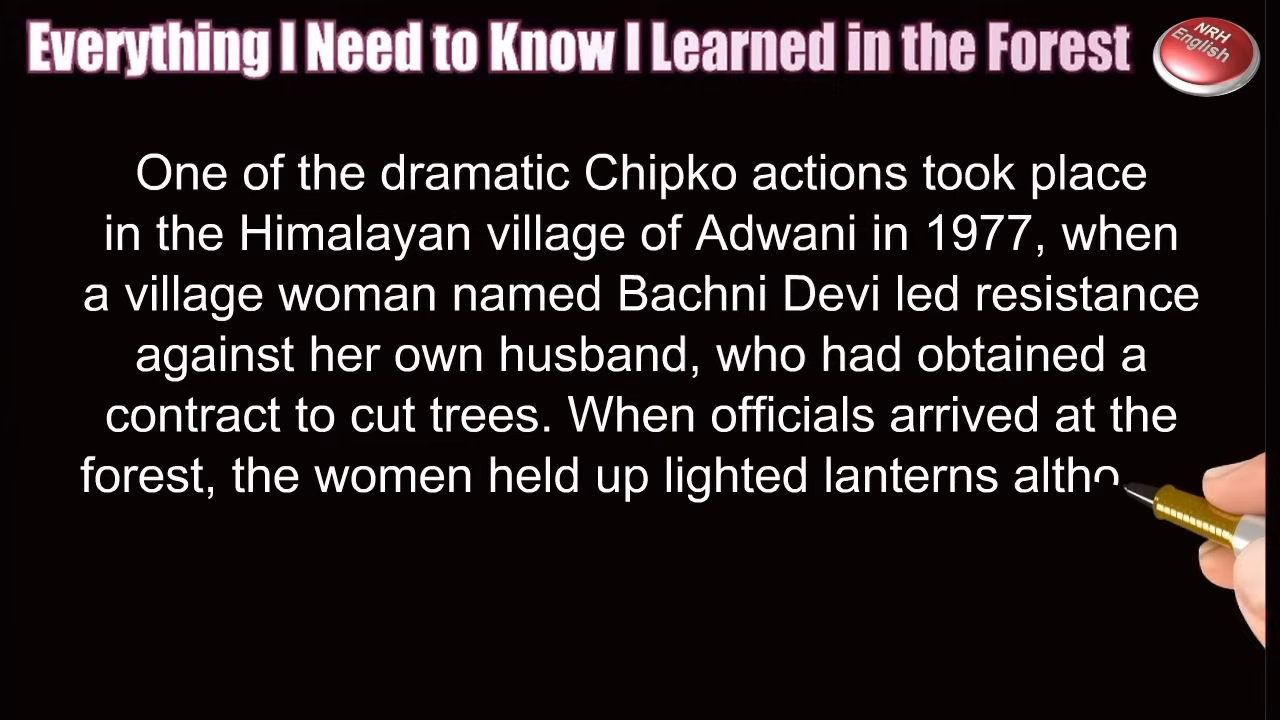 Everything I Need to Know I Learned in the Forest
NRH
English
One of the dramatic Chipko actions took place
in the Himalayan village of Adwani in 1977, when
a village woman named Bachni Devi led resistance
against her own husband, who had obtained a
contract to cut trees. When officials arrived at the
forest, the women held up lighted lanterns altho